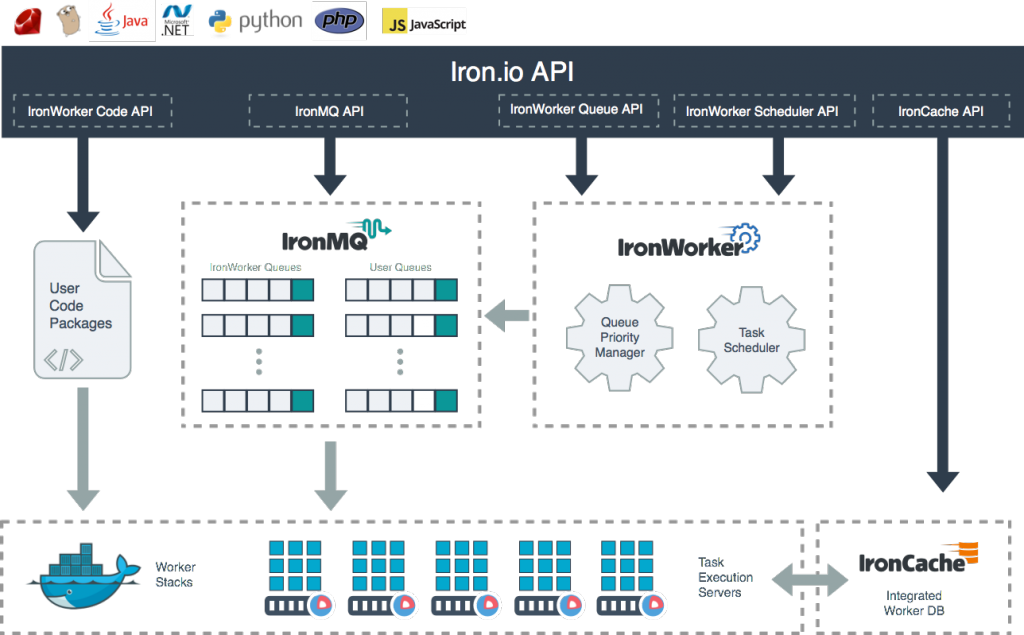 Java
Microsoft
.NET
python
php
JS JavaScript
Iron.io API
IronWorker Code API
IronMQ API
IronWorker Queue API
IronWorker Scheduler API
IronCache API
User
Code
Packages
</>
IronMQ
IronWorker Queues
User Queues
IronWorker
Queue
Priority
Manager
Task
Scheduler
Worker
Stacks
Task
Execution
Servers
IronCache
Integrated
Worker DB